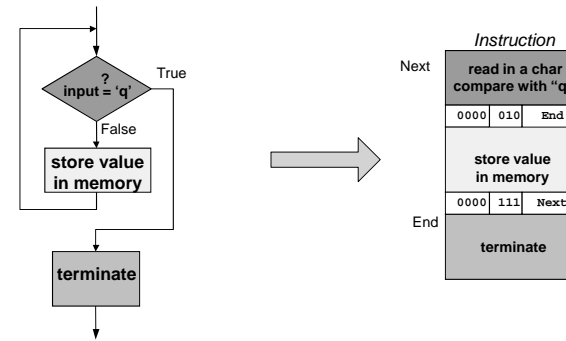 ?
input = 'q'
True
False
store value
in memory
terminate
Instruction
Next
read in a char
compare with "q
0000 010 End
store value
in memory
0000 111 Next
End
terminate